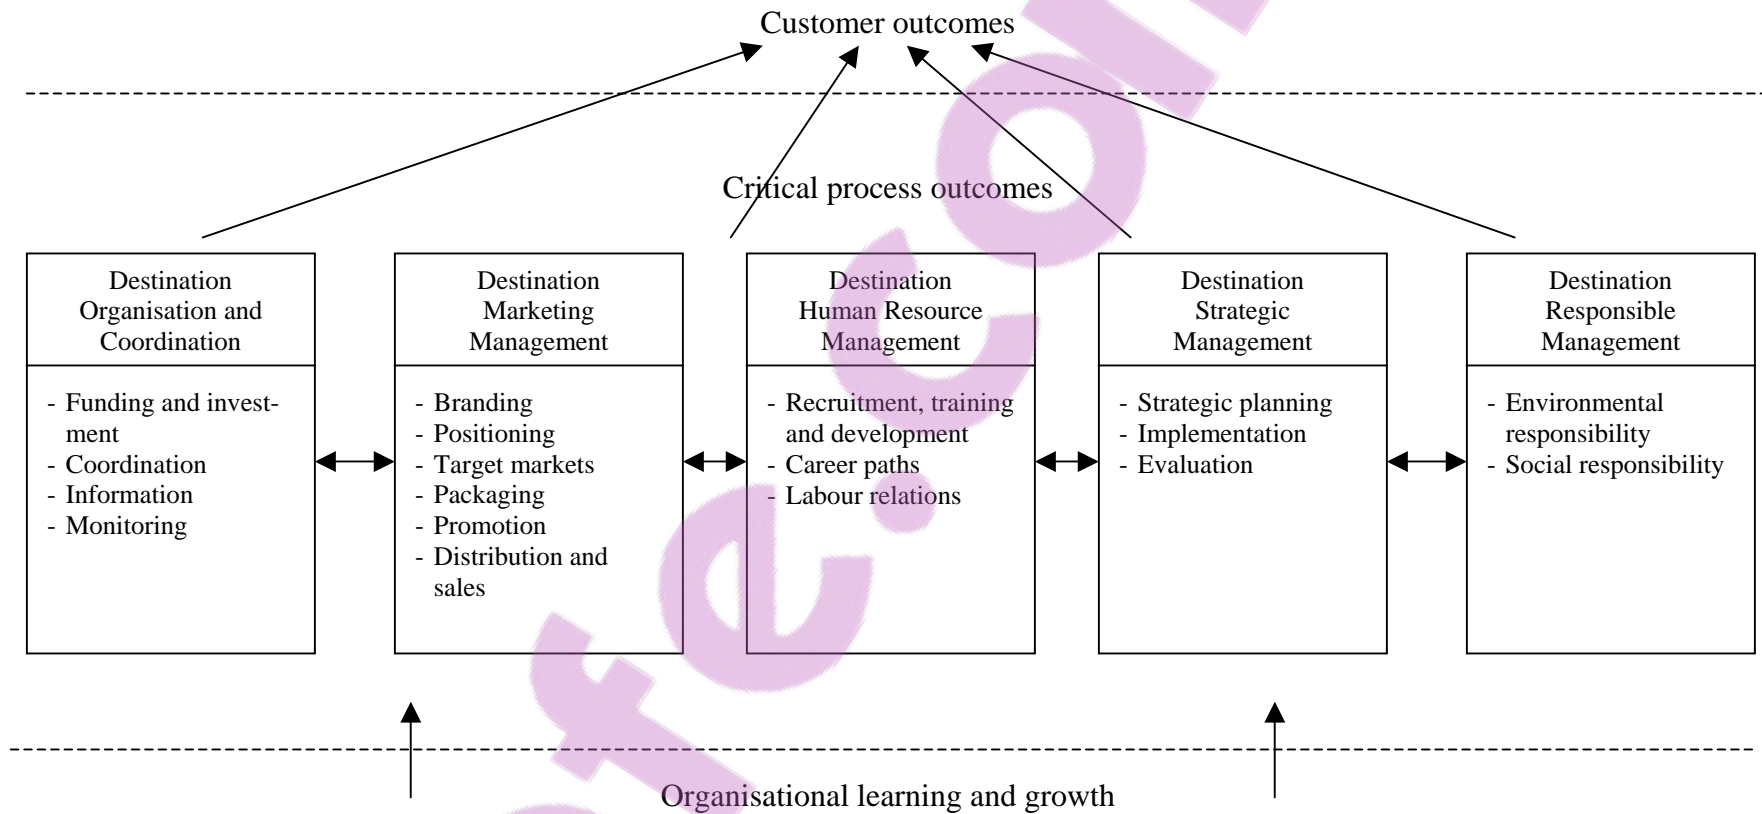 Customer outcomes
Critical process outcomes
Destination
Organisation and
Coordination
- Funding and invest-
ment
- Coordination
- Information
- Monitoring
Destination
Marketing
Management
- Branding
- Positioning
- Target markets
- Packaging
- Promotion
- Distribution and
sales
Destination
Human Resource
Management
- Recruitment, training
and development
- Career paths
- Labour relations
Destination
Strategic
Management
- Strategic planning
- Implementation
- Evaluation
Destination
Responsible
Management
- Environmental
responsibility
- Social responsibility
Organisational learning and growth
fe.com